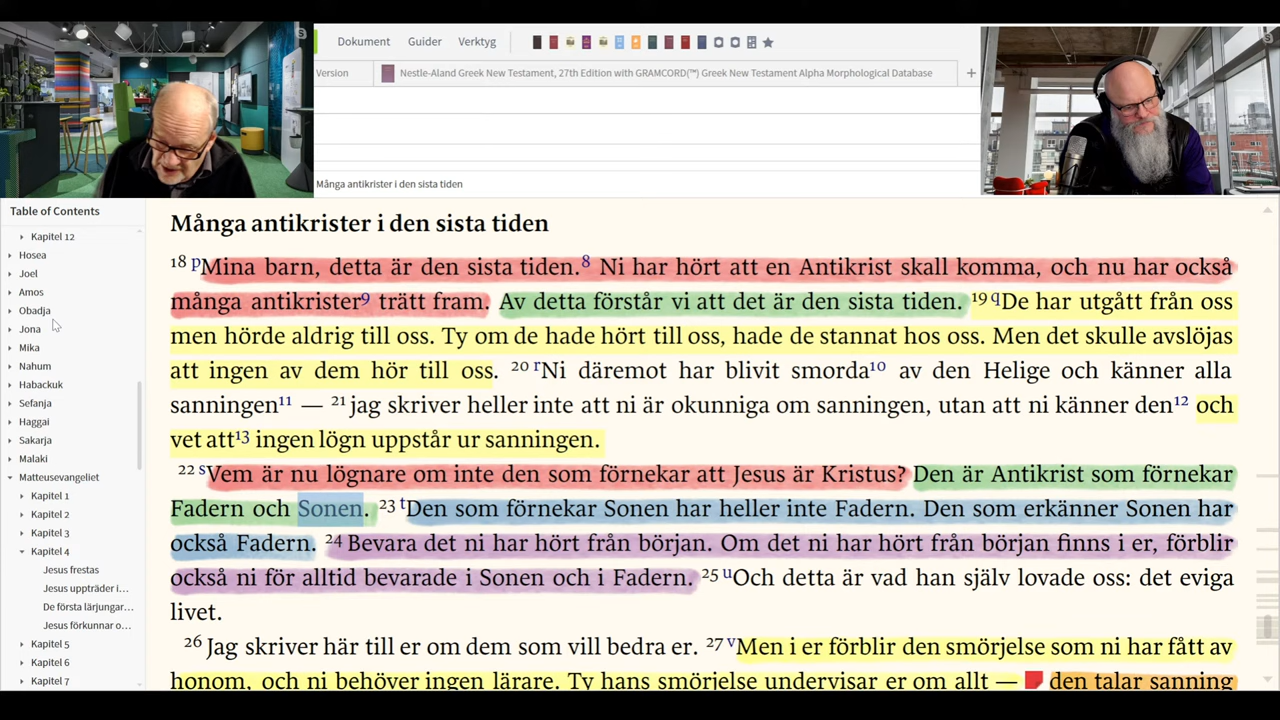 Dokument Guider Verktyg
Version Nestle-Aland Greek New Testament, 27th Edition with GRAMCORD(™) Greek New Testament Alpha Morphological Database +
Många antikrister i den sista tiden
Table of Contents
Kapitel 12
Hosea
Joel
Amos
Obadja
Jona
Mika
Nahum
Habackuk
Sefanja
Haggai
Sakarja
Malaki
Matteusevangeliet
Kapitel 1
Kapitel 2
Kapitel 3
Kapitel 4
Jesus frestas
Jesus uppträder i...
De första lärjungar...
Jesus förkunnar o...
Kapitel 5
Kapitel 6
Kapitel 7
Många antikrister i den sista tiden
18 pMina barn, detta är den sista tiden.8 Ni har hört att en Antikrist skall komma, och nu har också
många antikrister9 trätt fram. Av detta förstår vi att det är den sista tiden. 19 qDe har utgått från oss
men hörde aldrig till oss. Ty om de hade hört till oss, hade de stannat hos oss. Men det skulle avslöjas
att ingen av dem hör till oss. 20 rNi däremot har blivit smorda10 av den Helige och känner alla
sanningen11 — 21 jag skriver heller inte att ni är okunniga om sanningen, utan att ni känner den12 och
vet att13 ingen lögn uppstår ur sanningen.
22 sVem är nu lögnare om inte den som förnekar att Jesus är Kristus? Den är Antikrist som förnekar
Fadern och Sonen. 23 tDen som förnekar Sonen har heller inte Fadern. Den som erkänner Sonen har
också Fadern. 24 Bevara det ni har hört från början. Om det ni har hört från början finns i er, förblir
också ni för alltid bevarade i Sonen och i Fadern. 25 uOch detta är vad han själv lovade oss: det eviga
livet.
26 Jag skriver här till er om dem som vill bedra er. 27 vMen i er förblir den smörjelse som ni har fått av
honom, och ni behöver ingen lärare. Ty hans smörjelse undervisar er om allt — den talar sanning